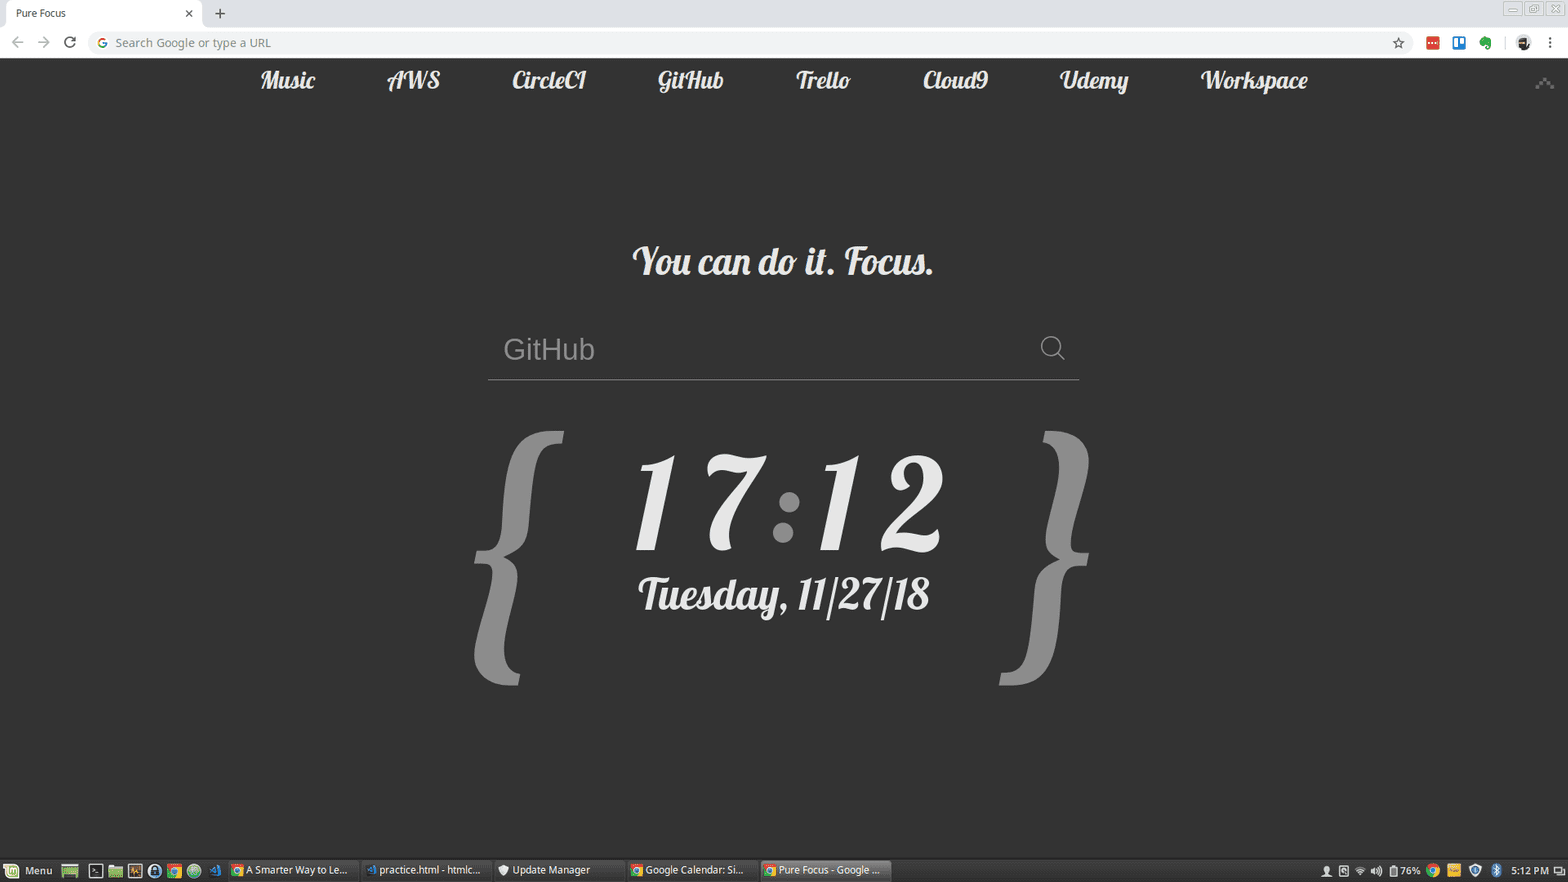 Pure Focus
Search Google or type a URL
Music AWS CircleCI GitHub Trello Cloud9 Udemy Workspace
You can do it. Focus.
GitHub
{ 17:12 }
Tuesday, 11/27/18
Menu A Smarter Way to Le... practice.html - htmlc... Update Manager Google Calendar: Si... Pure Focus - Google ... 76% 5:12 PM